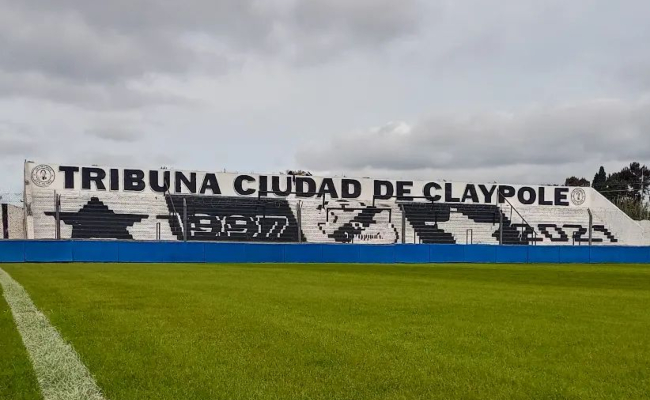 TRIBUNA CIUDAD DE CLAYPOLE